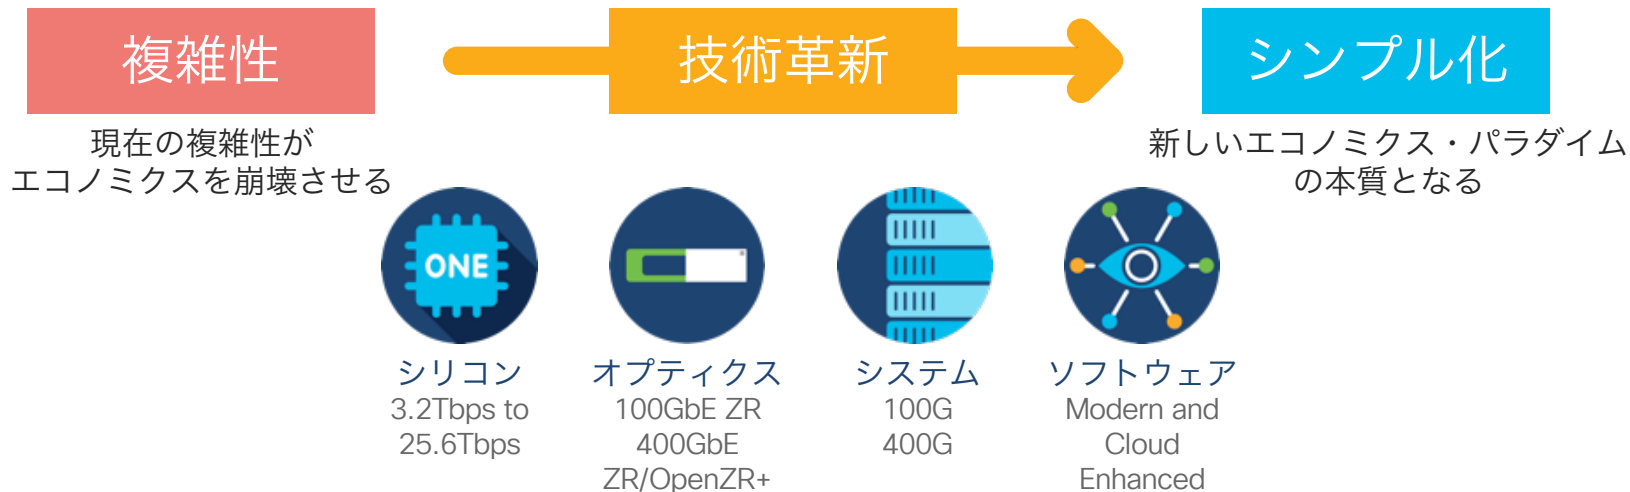 複雑性
技術革新
シンプル化
現在の複雑性が
エコノミクスを崩壊させる
新しいエコノミクス・パラダイム
の本質となる
ONE
シリコン
3.2Tbps to
25.6Tbps
オプティクス
100GbE ZR
400GbE
ZR/OpenZR+
システム
100G
400G
ソフトウェア
Modern and
Cloud
Enhanced